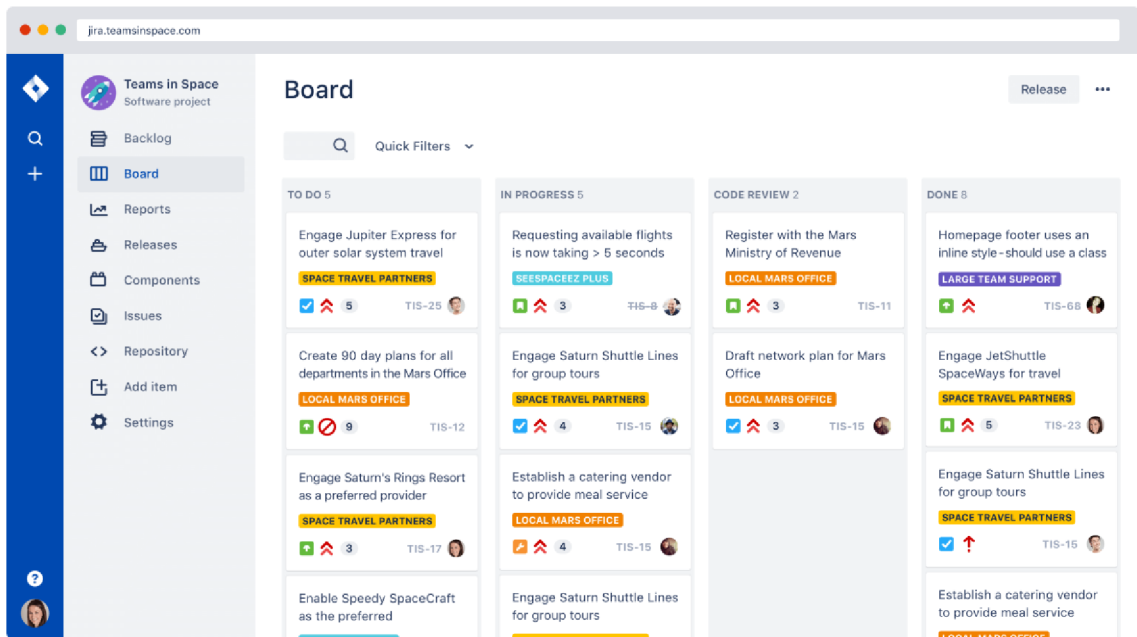 jira.teamsinspace.com
Teams in Space
Software project
Backlog
Board
Reports
Releases
Components
Issues
Repository
Add item
Settings
?
Board
Release
Quick Filters
TO DO 5
Engage Jupiter Express for
outer solar system travel
SPACE TRAVEL PARTNERS
5 TIS-25
Create 90 day plans for all
departments in the Mars Office
LOCAL MARS OFFICE
9 TIS-12
Engage Saturn's Rings Resort
as a preferred provider
SPACE TRAVEL PARTNERS
3 TIS-17
Enable Speedy SpaceCraft
as the preferred
IN PROGRESS 5
Requesting available flights
is now taking > 5 seconds
SEESPACEEZ PLUS
3 TIS-8
Engage Saturn Shuttle Lines
for group tours
SPACE TRAVEL PARTNERS
4 TIS-15
Establish a catering vendor
to provide meal service
LOCAL MARS OFFICE
4 TIS-15
Engage Saturn Shuttle Lines
for group tours
CODE REVIEW 2
Register with the Mars
Ministry of Revenue
LOCAL MARS OFFICE
3 TIS-11
Draft network plan for Mars
Office
LOCAL MARS OFFICE
3 TIS-15
DONE 8
Homepage footer uses an
inline style-should use a class
LARGE TEAM SUPPORT
TIS-68
Engage JetShuttle
SpaceWays for travel
SPACE TRAVEL PARTNERS
5 TIS-23
Engage Saturn Shuttle Lines
for group tours
SPACE TRAVEL PARTNERS
TIS-15
Establish a catering vendor
to provide meal service
LOCAL MARS OFFICE